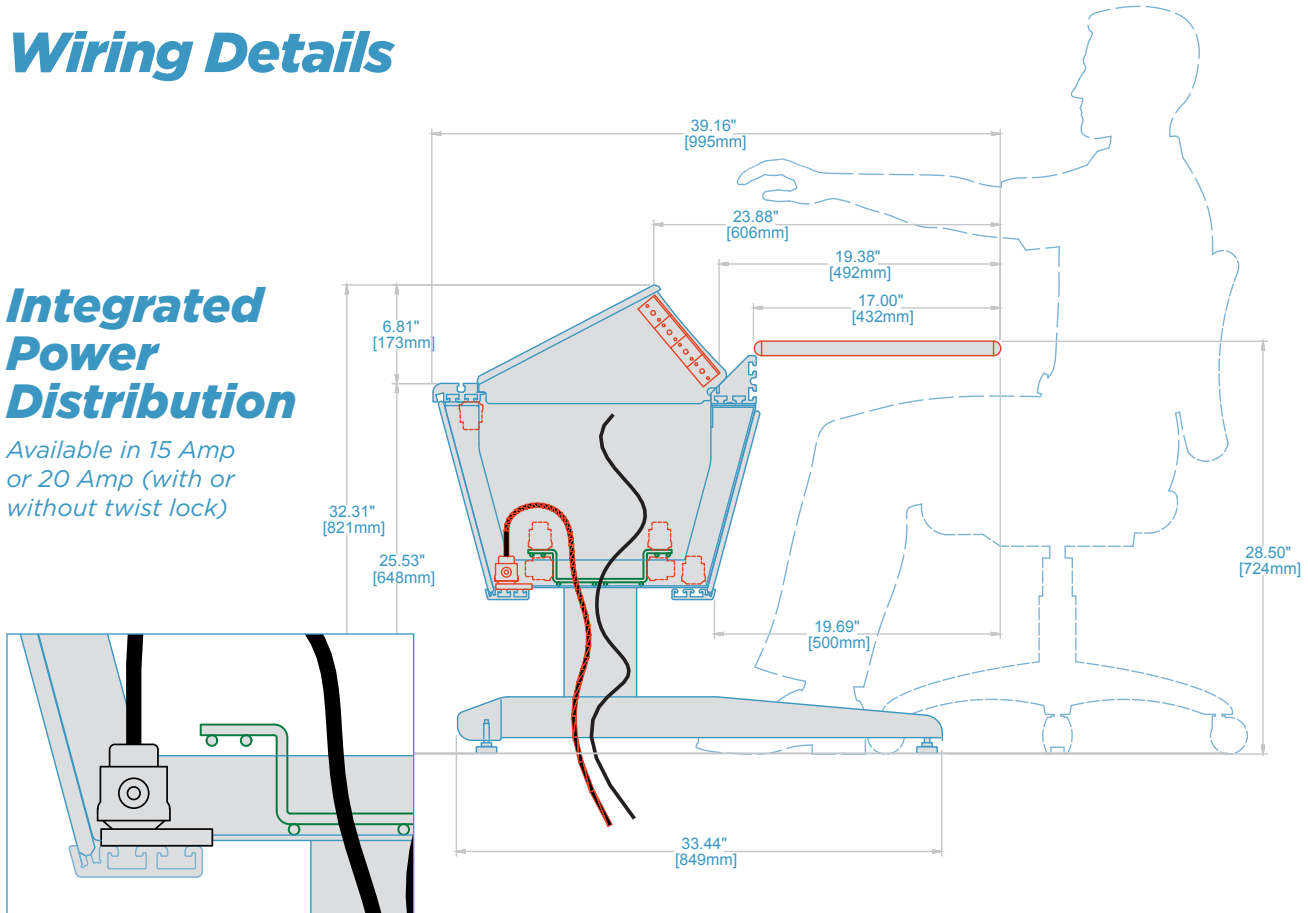 Wiring Details
39.16"
[995mm]
23.88"
[606mm]
19.38"
[492mm]
17.00"
[432mm]
Integrated
Power
Distribution
Available in 15 Amp
or 20 Amp (with or
without twist lock)
6.81"
[173mm]
32.31"
[821mm]
25.53"
[648mm]
28.50"
[724mm]
19.69"
[500mm]
33.44"
[849mm]